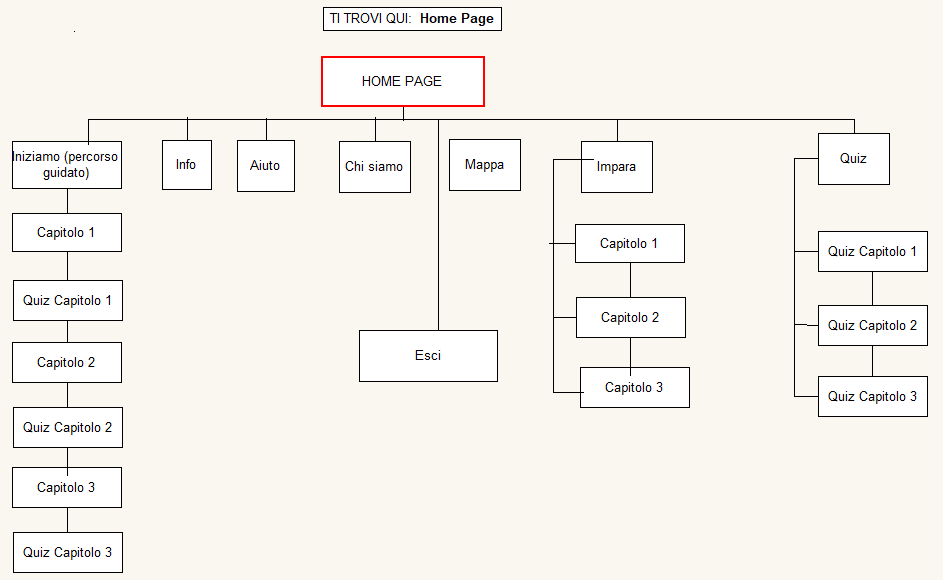 TI TROVI QUI: Home Page
HOME PAGE
Iniziamo (percorso
guidato)
Info
Aiuto
Chi siamo
Mappa
Impara
Quiz
Capitolo 1
Quiz Capitolo 1
Capitolo 2
Quiz Capitolo 2
Capitolo 3
Quiz Capitolo 3
Esci
Capitolo 1
Capitolo 2
Capitolo 3
Quiz Capitolo 1
Quiz Capitolo 2
Quiz Capitolo 3